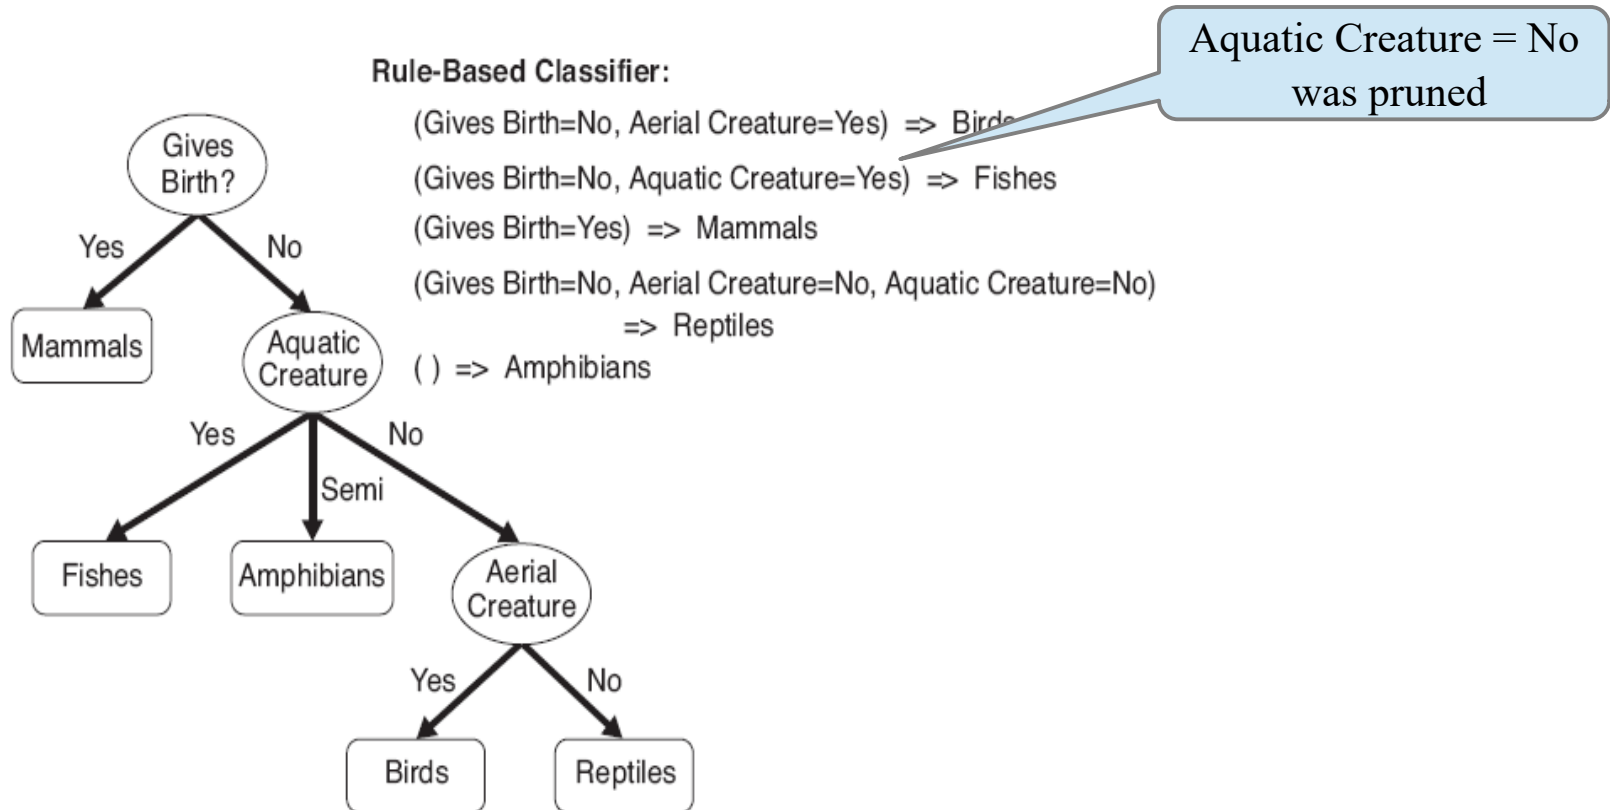 Aquatic Creature = No
was pruned
Rule-Based Classifier:
(Gives Birth=No, Aerial Creature=Yes) => Birds
(Gives Birth=No, Aquatic Creature=Yes) => Fishes
(Gives Birth=Yes) => Mammals
(Gives Birth=No, Aerial Creature=No, Aquatic Creature=No)
=> Reptiles
( ) => Amphibians
Gives
Birth?
Yes
No
Mammals
Aquatic
Creature
Yes
Semi
No
Fishes
Amphibians
Aerial
Creature
Yes
No
Birds
Reptiles